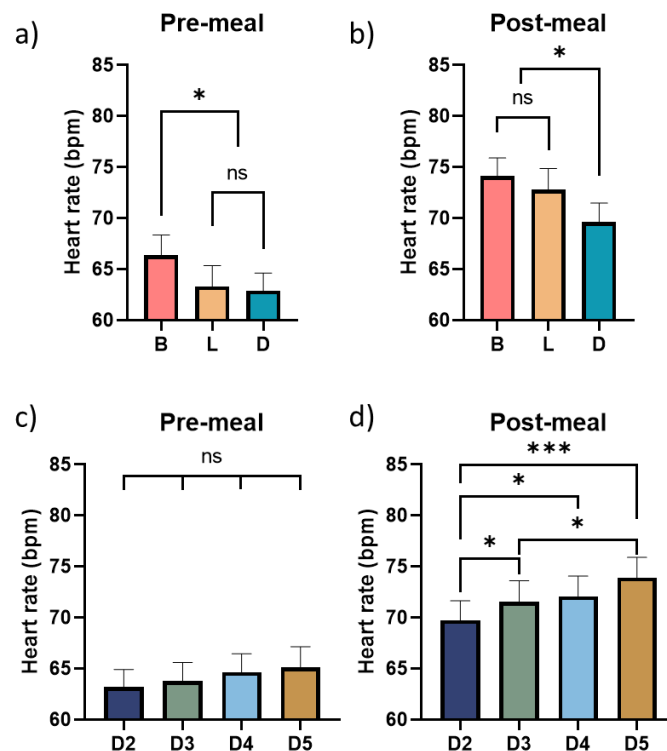 a)
Pre-meal
Heart rate (bpm)
85
80
75
70
65
60
*
ns
B L D
b)
Post-meal
Heart rate (bpm)
85
80
75
70
65
60
*
ns
B L D
c)
Pre-meal
Heart rate (bpm)
85
80
75
70
65
60
ns
D2 D3 D4 D5
d)
Post-meal
Heart rate (bpm)
85
80
75
70
65
60
***
*
*
*
D2 D3 D4 D5